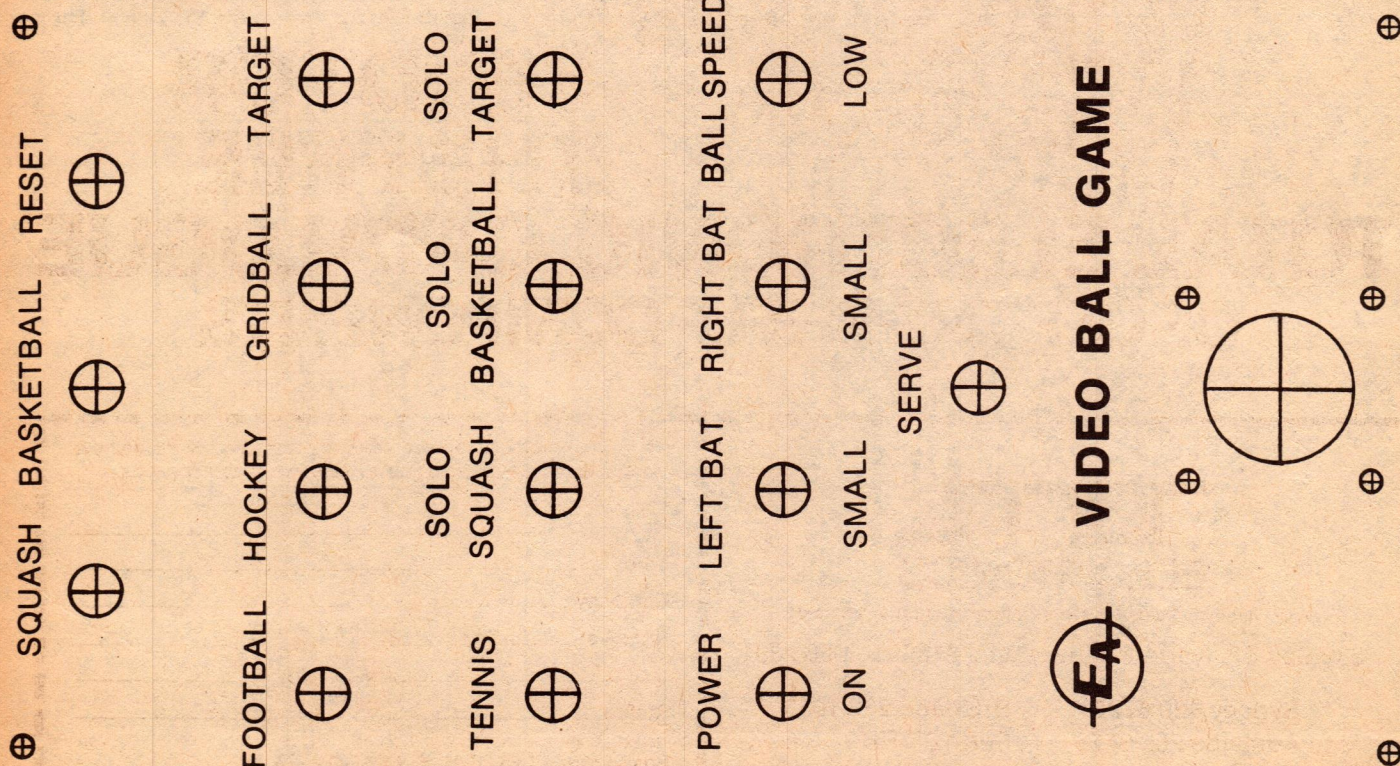 SQUASH BASKETBALL RESET
FOOTBALL HOCKEY GRIDBALL TARGET
SOLO SOLO SOLO
TENNIS SQUASH BASKETBALL TARGET
POWER LEFT BAT RIGHT BAT BALL SPEED
ON SMALL SMALL LOW
SERVE
VIDEO BALL GAME
EA